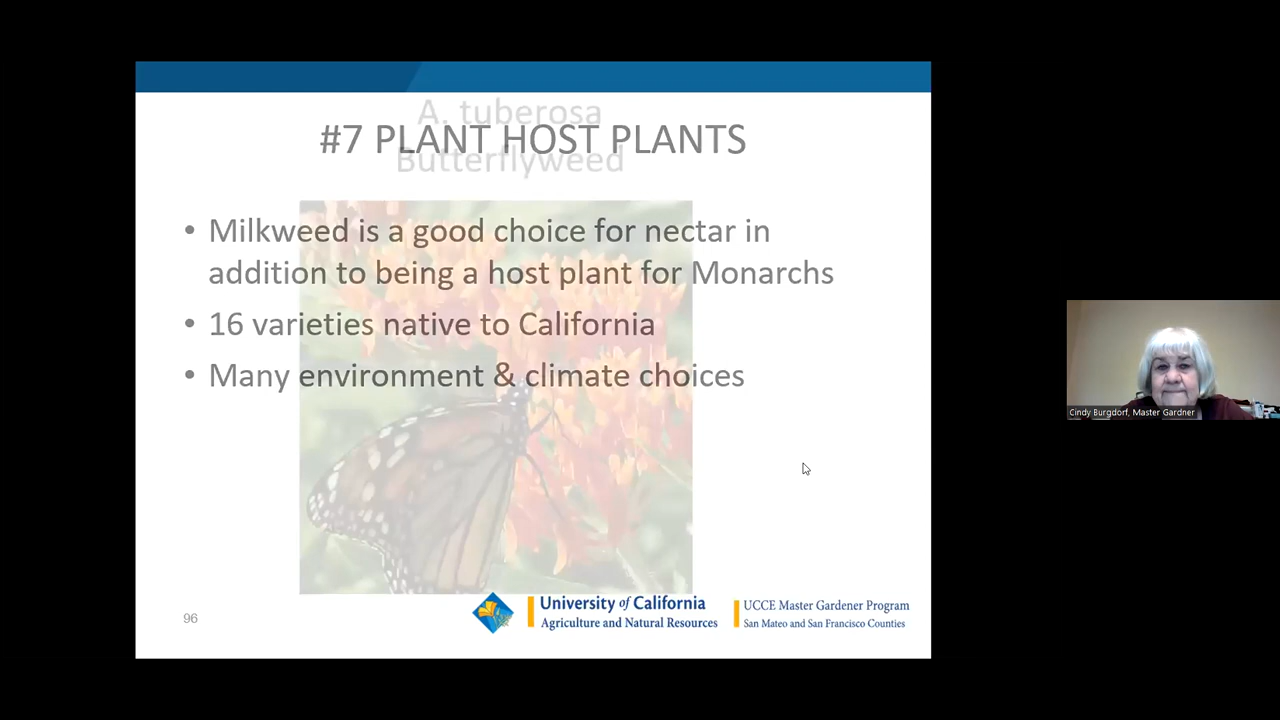 A. tuberosa
#7 PLANT HOST PLANTS
Butterflyweed
• Milkweed is a good choice for nectar in
addition to being a host plant for Monarchs
• 16 varieties native to California
• Many environment & climate choices
Cindy Burgdorf, Master Gardner
96
University of California
Agriculture and Natural Resources
UCCE Master Gardener Program
San Mateo and San Francisco Counties